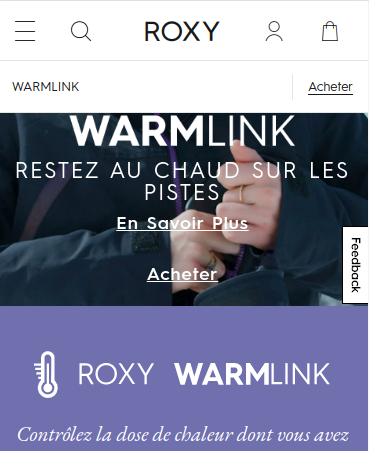 ROXY
WARMLINK
Acheter
WARMLINK
RESTEZ AU CHAUD SUR LES
PISTES
En Savoir Plus
Acheter
Feedback
ROXY WARMLINK
Contrôlez la dose de chaleur dont vous avez